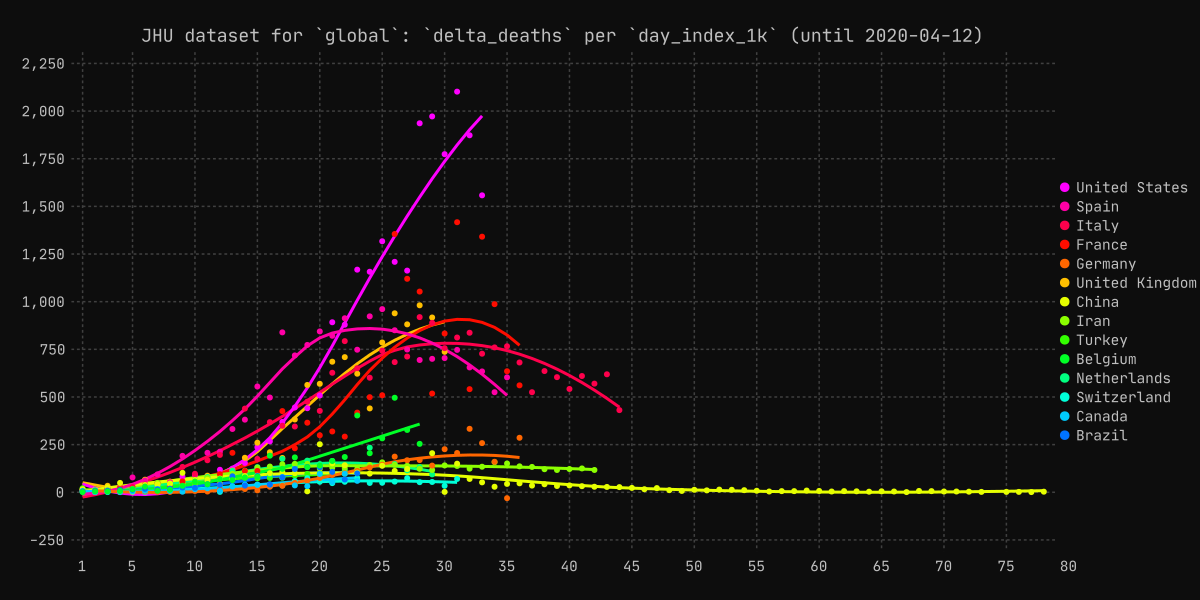 JHU dataset for `global`: `delta_deaths` per `day_index_1k` (until 2020-04-12)
2,250
2,000
1,750
1,500
1,250
1,000
750
500
250
0
−250
1 5 10 15 20 25 30 35 40 45 50 55 60 65 70 75 80
United States
Spain
Italy
France
Germany
United Kingdom
China
Iran
Turkey
Belgium
Netherlands
Switzerland
Canada
Brazil